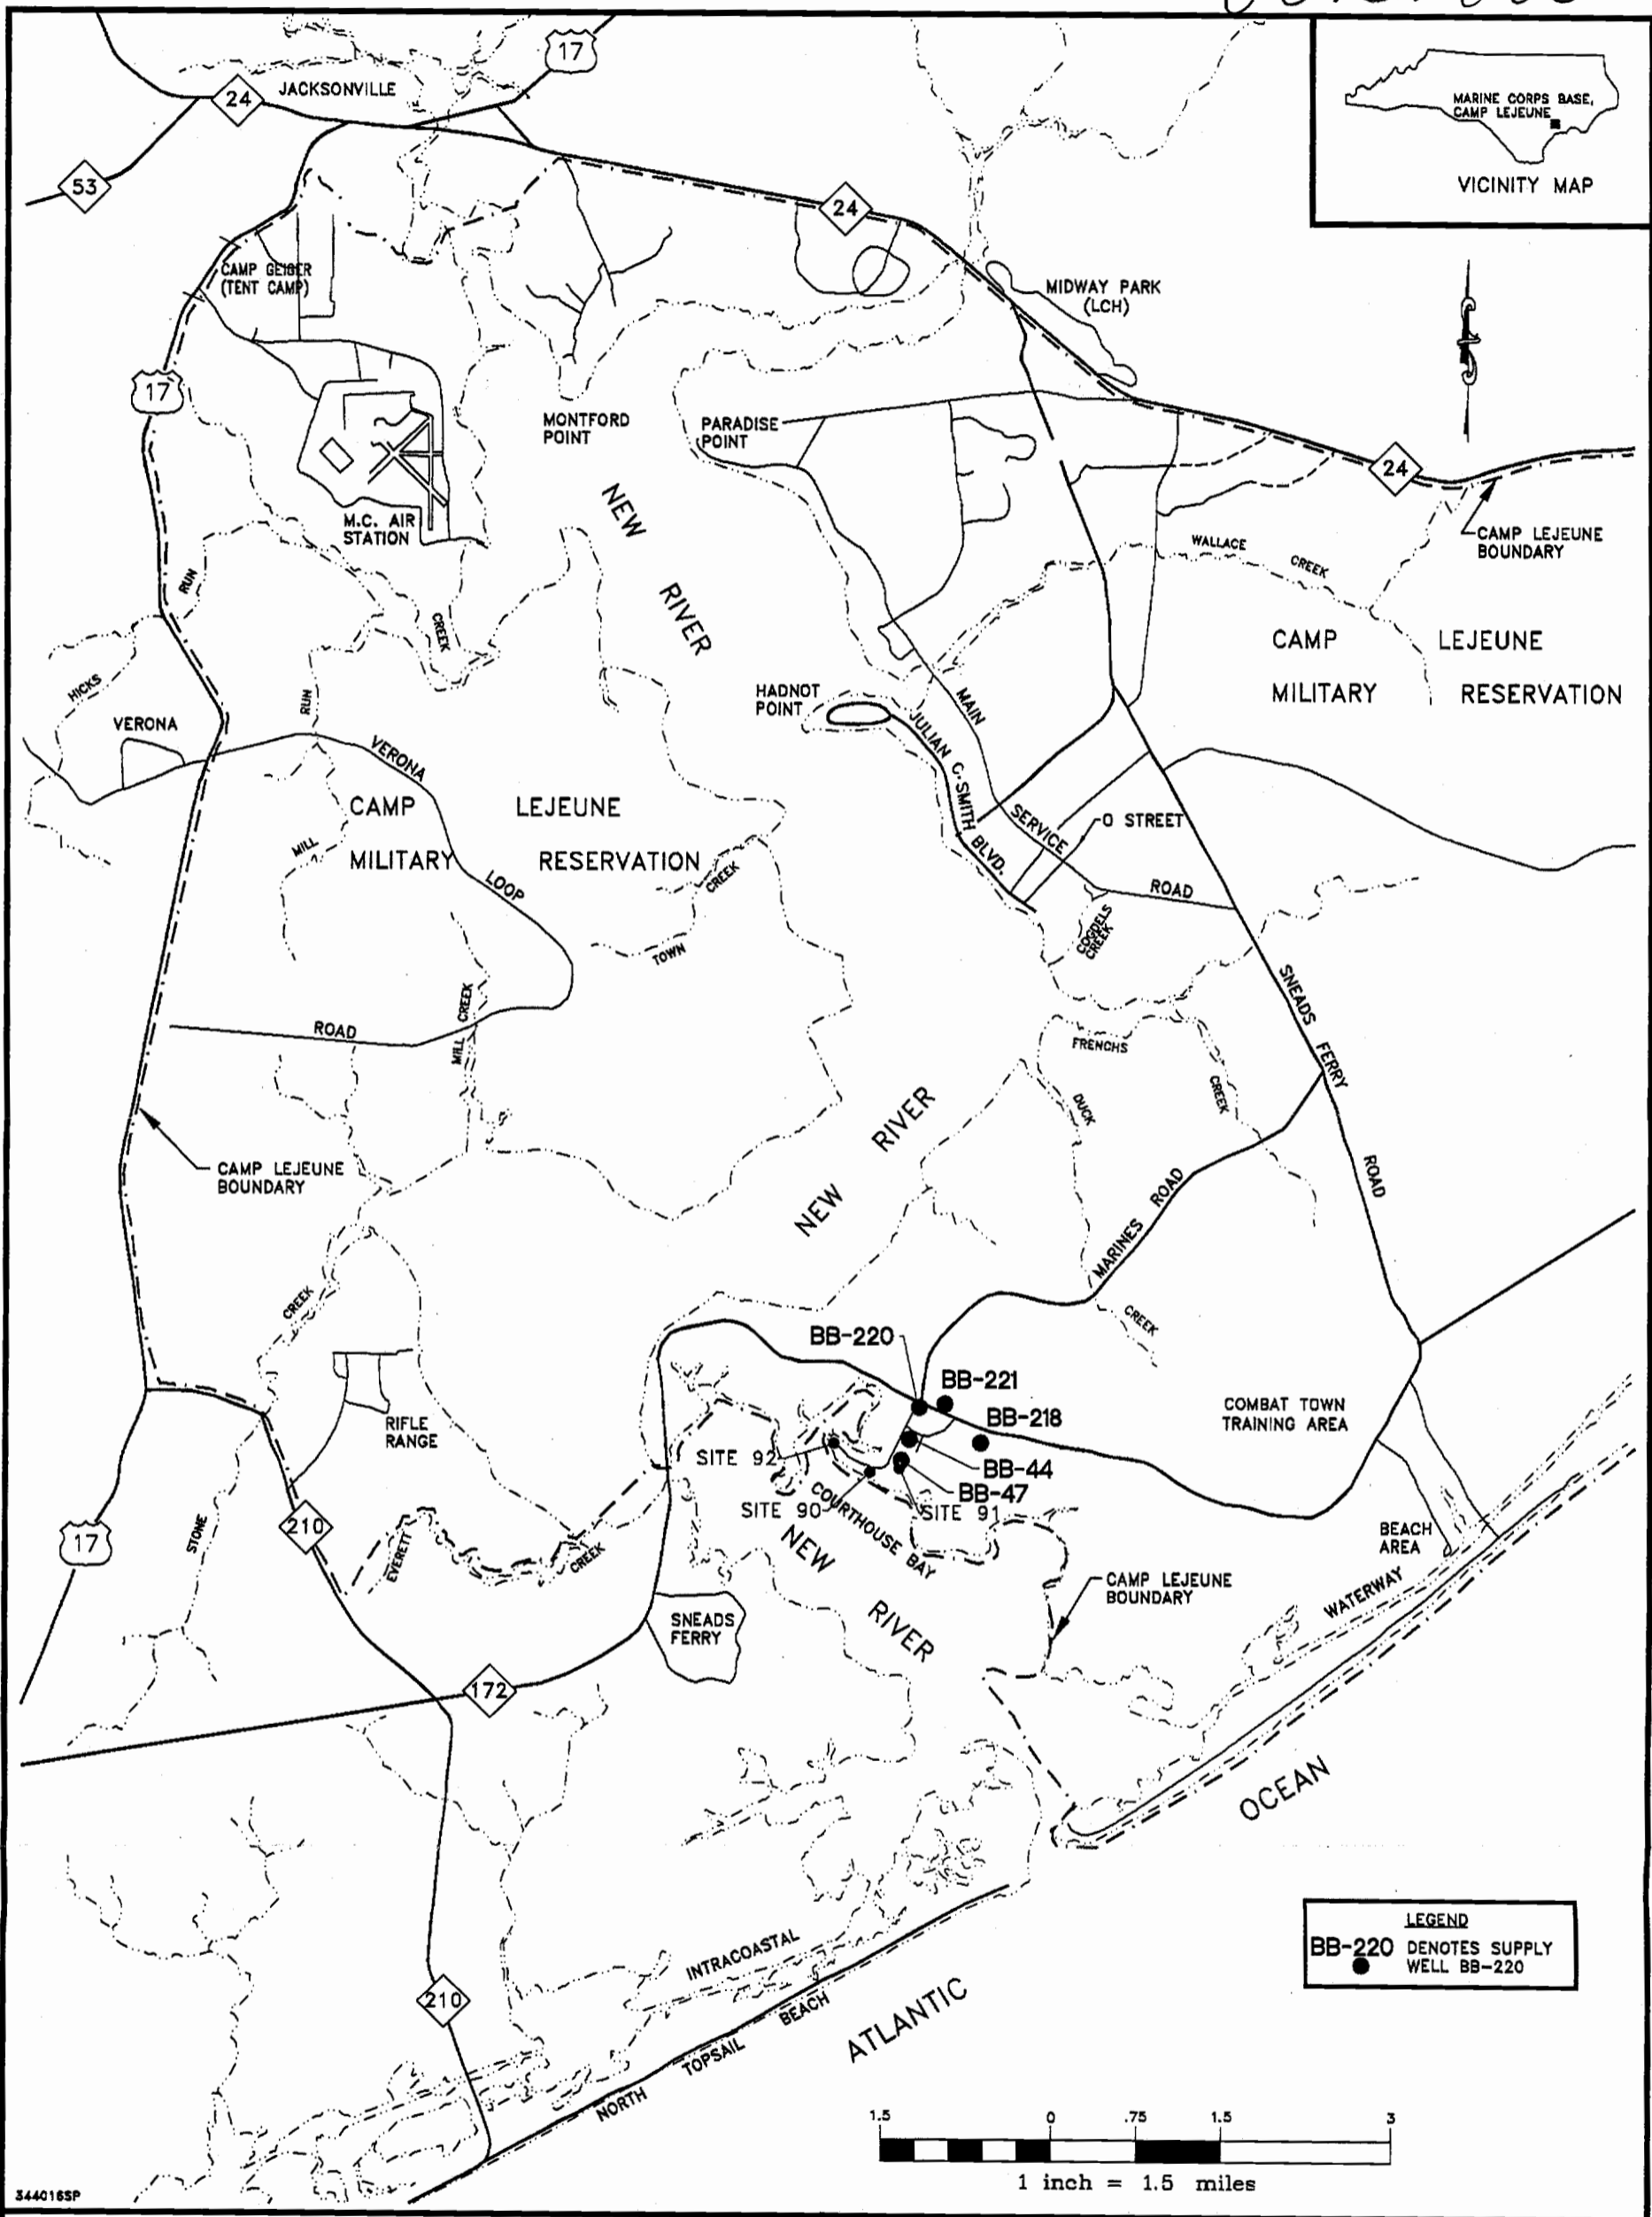 17
JACKSONVILLE
24
53
MARINE CORPS BASE,
CAMP LEJEUNE
VICINITY MAP
24
CAMP GEIGER
(TENT CAMP)
MIDWAY PARK
(LCH)
17
MONTFORD
POINT
PARADISE
POINT
24
M.C. AIR
STATION
NEW
RIVER
CAMP LEJEUNE
BOUNDARY
WALLACE
CREEK
RUN
CREEK
CAMP LEJEUNE
MILITARY RESERVATION
HICKS
RUN
HADNOT
POINT
MAIN
VERONA
VERONA
JULIAN C. SMITH BLVD.
CAMP LEJEUNE
MILITARY RESERVATION
SERVICE
O STREET
MILL
LOOP
CREEK
ROAD
TOWN
COGDELS
CREEK
SNEADS FERRY
MILL CREEK
ROAD
FRENCHS
CREEK
DUCK
NEW RIVER
CAMP LEJEUNE
BOUNDARY
ROAD
MARINES ROAD
CREEK
CREEK
BB-220
BB-221
BB-218
COMBAT TOWN
TRAINING AREA
RIFLE
RANGE
SITE 92
BB-44
BB-47
SITE 90
SITE 91
COURTHOUSE BAY
210
17
STONE
EVERETT
CREEK
NEW
RIVER
BEACH
AREA
CAMP LEJEUNE
BOUNDARY
WATERWAY
SNEADS
FERRY
172
OCEAN
LEGEND
BB-220 DENOTES SUPPLY
WELL BB-220
INTRACOASTAL
210
NORTH TOPSAIL BEACH
ATLANTIC
1.5 0 .75 1.5 3
1 inch = 1.5 miles
344016SP